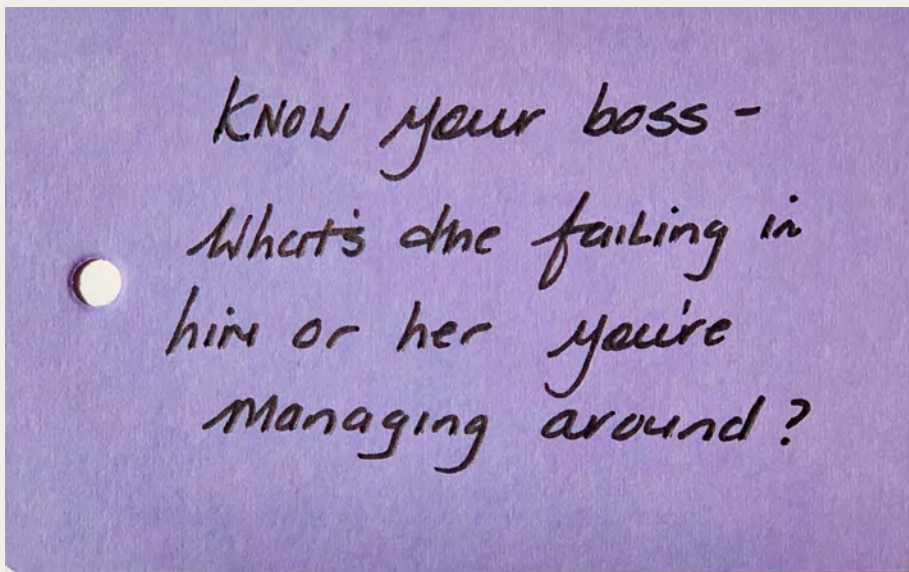 KNOW your boss -
What's the failing in
him or her you're
managing around?